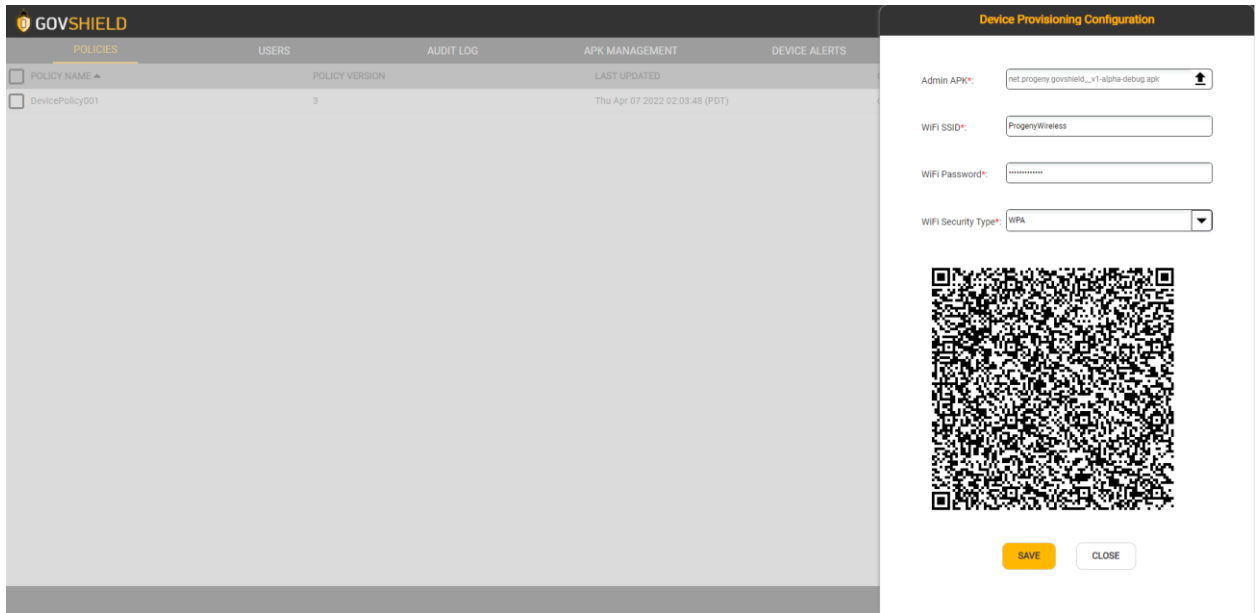 GOVSHIELD
POLICIES USERS AUDIT LOG APK MANAGEMENT DEVICE ALERTS
POLICY NAME POLICY VERSION LAST UPDATED
DevicePolicy001 3 Thu Apr 07 2022 02:03:48 (PDT)
Device Provisioning Configuration
Admin APK*: net.progeny.govshield__v1-alpha-debug.apk
WiFi SSID*: ProgenyWireless
WiFi Password*: •••••••••••••
WiFi Security Type*: WPA
SAVE CLOSE